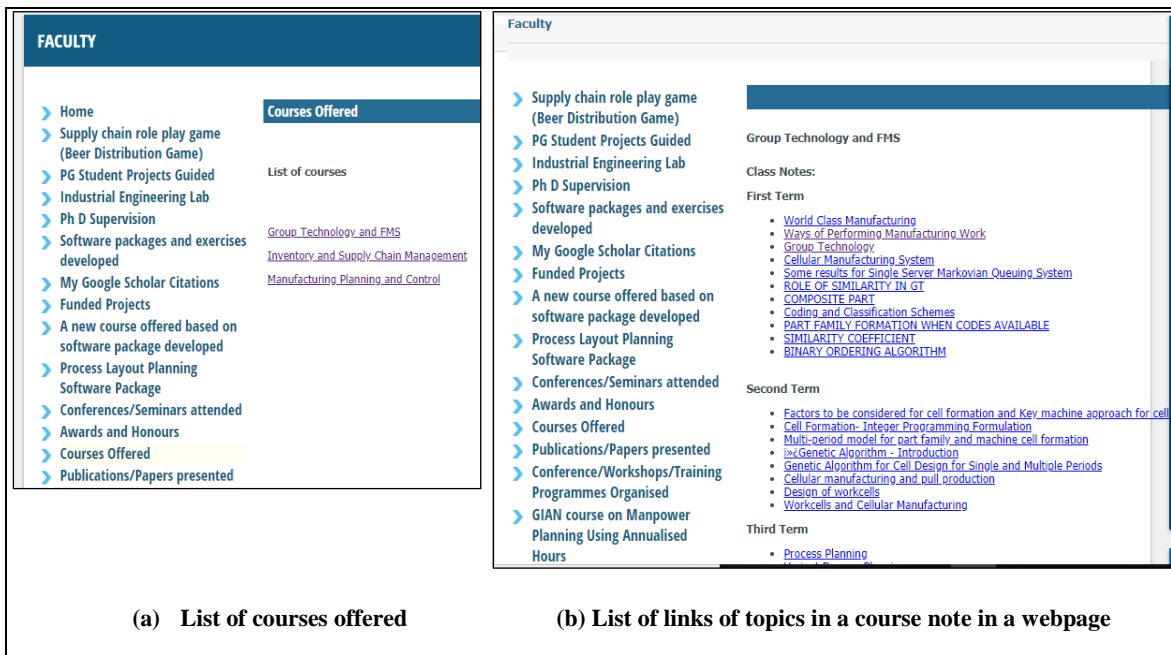 FACULTY
Home
Supply chain role play game
(Beer Distribution Game)
PG Student Projects Guided
Industrial Engineering Lab
Ph D Supervision
Software packages and exercises
developed
My Google Scholar Citations
Funded Projects
A new course offered based on
software package developed
Process Layout Planning
Software Package
Conferences/Seminars attended
Awards and Honours
Courses Offered
Publications/Papers presented
Courses Offered
List of courses
Group Technology and FMS
Inventory and Supply Chain Management
Manufacturing Planning and Control
Faculty
Supply chain role play game
(Beer Distribution Game)
PG Student Projects Guided
Industrial Engineering Lab
Ph D Supervision
Software packages and exercises
developed
My Google Scholar Citations
Funded Projects
A new course offered based on
software package developed
Process Layout Planning
Software Package
Conferences/Seminars attended
Awards and Honours
Courses Offered
Publications/Papers presented
Conference/Workshops/Training
Programmes Organised
GIAN course on Manpower
Planning Using Annualised
Hours
Group Technology and FMS
Class Notes:
First Term
World Class Manufacturing
Ways of Performing Manufacturing Work
Group Technology
Cellular Manufacturing System
Some results for Single Server Markovian Queuing System
ROLE OF SIMILARITY IN GT
COMPOSITE PART
Coding and Classification Schemes
PART FAMILY FORMATION WHEN CODES AVAILABLE
SIMILARITY COEFFICIENT
BINARY ORDERING ALGORITHM
Second Term
Factors to be considered for cell formation and Key machine approach for cell
Cell Formation- Integer Programming Formulation
Multi-period model for part family and machine cell formation
ï»¿Genetic Algorithm - Introduction
Genetic Algorithm for Cell Design for Single and Multiple Periods
Cellular manufacturing and pull production
Design of workcells
Workcells and Cellular Manufacturing
Third Term
Process Planning
(a) List of courses offered
(b) List of links of topics in a course note in a webpage